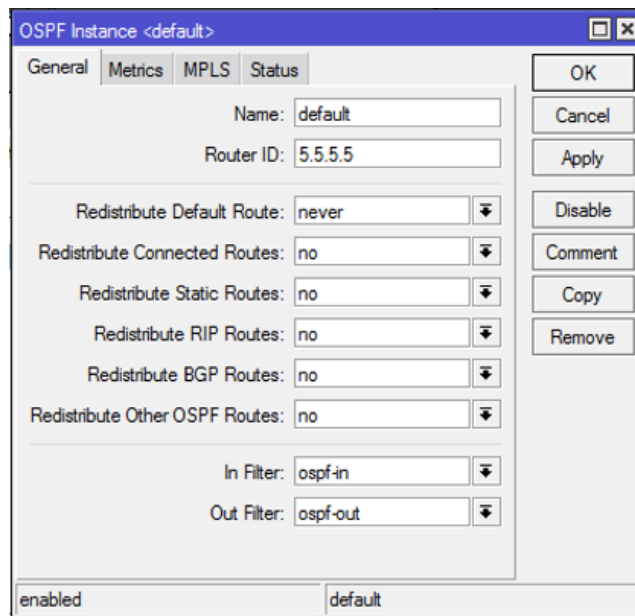 OSPF Instance <default>
General Metrics MPLS Status
OK
Name: default
Cancel
Router ID: 5.5.5.5
Apply
Redistribute Default Route: never
Disable
Redistribute Connected Routes: no
Comment
Redistribute Static Routes: no
Copy
Redistribute RIP Routes: no
Remove
Redistribute BGP Routes: no
Redistribute Other OSPF Routes: no
In Filter: ospf-in
Out Filter: ospf-out
enabled default